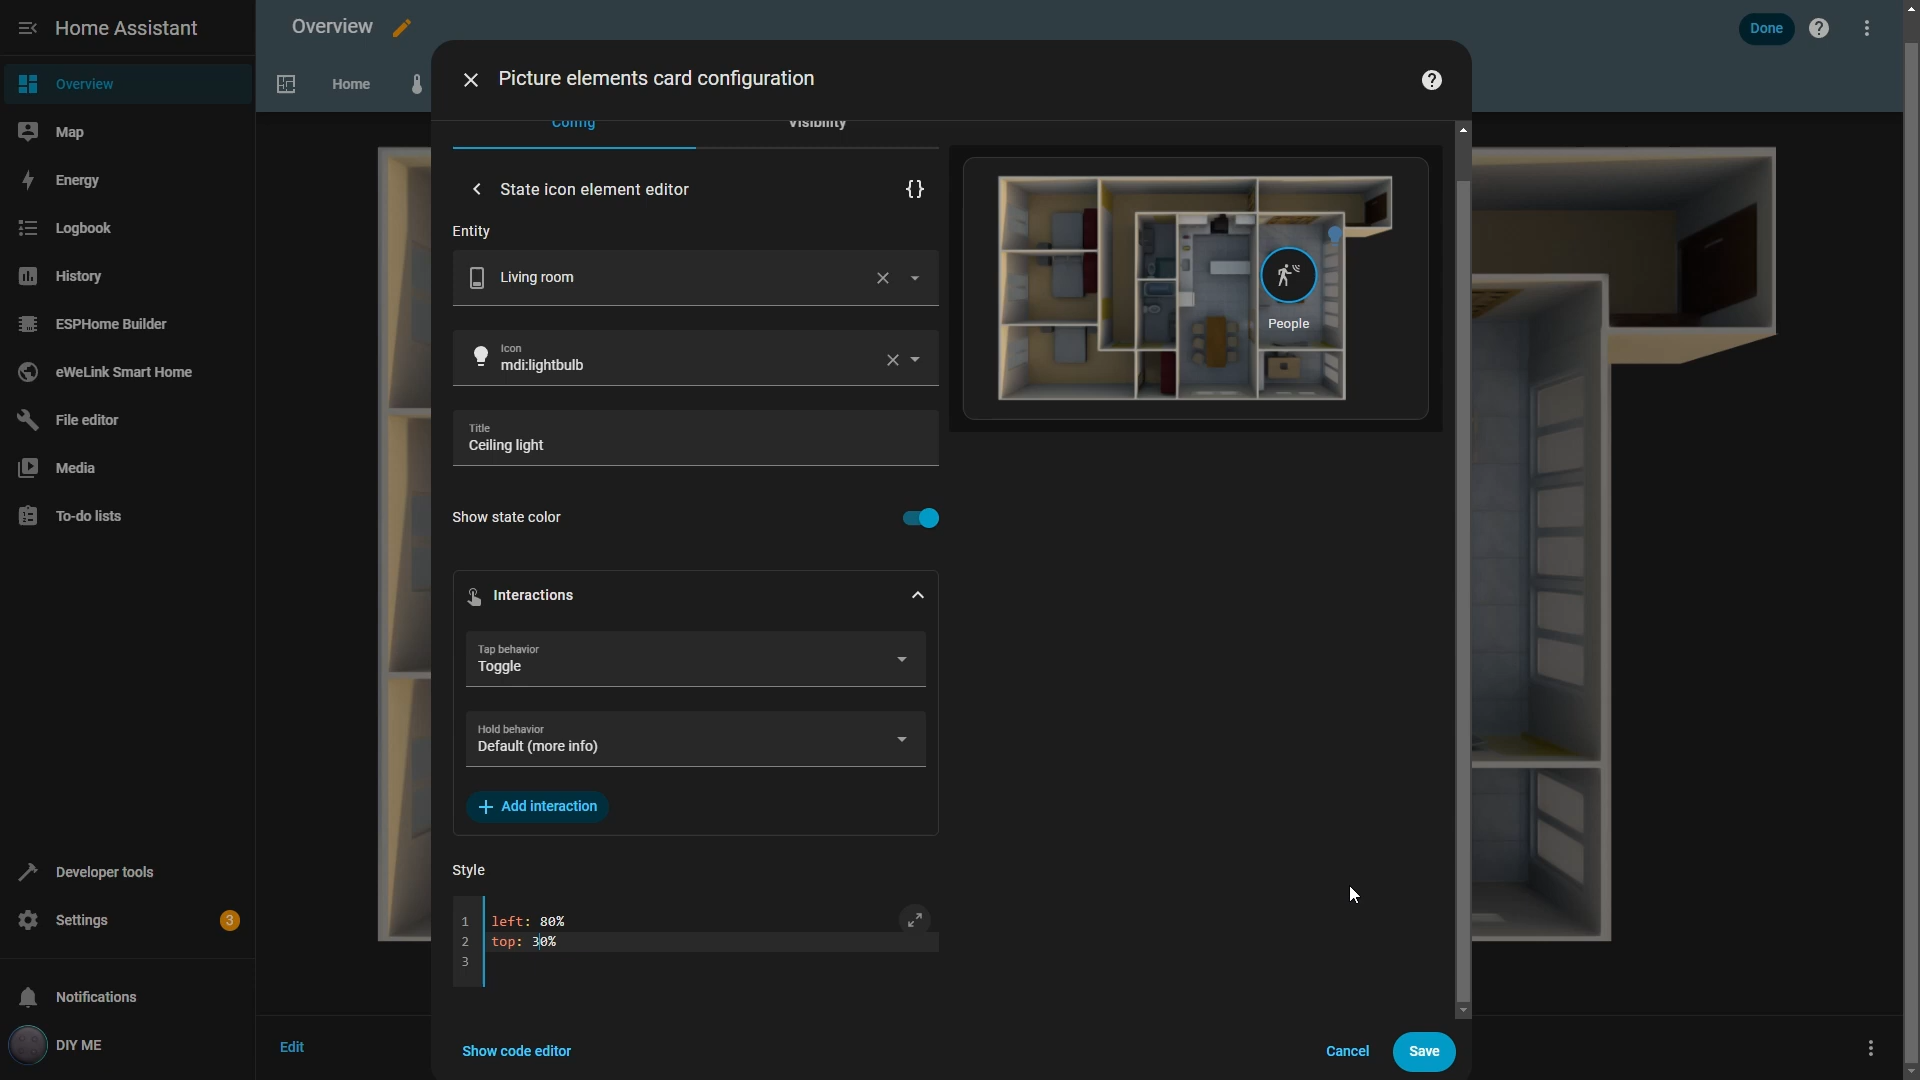 Home Assistant
Overview
Map
Energy
Logbook
History
ESPHome Builder
eWeLink Smart Home
File editor
Media
To-do lists
Developer tools
Settings
3
Notifications
DIY ME
Overview
Done
Home
Edit
Picture elements card configuration
Config
Visibility
State icon element editor
{}
Entity
Living room
Icon
mdi:lightbulb
Title
Ceiling light
Show state color
Interactions
Tap behavior
Toggle
Hold behavior
Default (more info)
Add interaction
Style
1 left: 80%
2 top: 30%
3
People
Show code editor
Cancel
Save